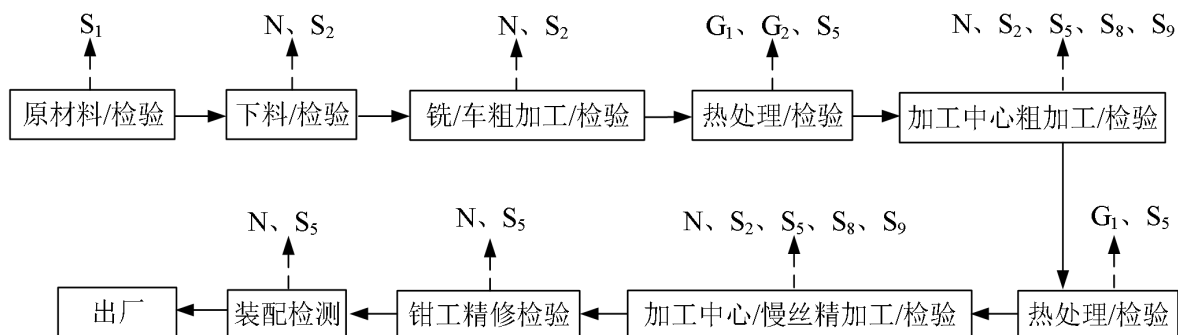 S₁ N、S₂ N、S₂ G₁、G₂、S₅ N、S₂、S₅、S₈、S₉
原材料/检验 下料/检验 铣/车粗加工/检验 热处理/检验 加工中心粗加工/检验
N、S₅ N、S₅ N、S₂、S₅、S₈、S₉ G₁、S₅
出厂 装配检测 钳工精修检验 加工中心/慢丝精加工/检验 热处理/检验